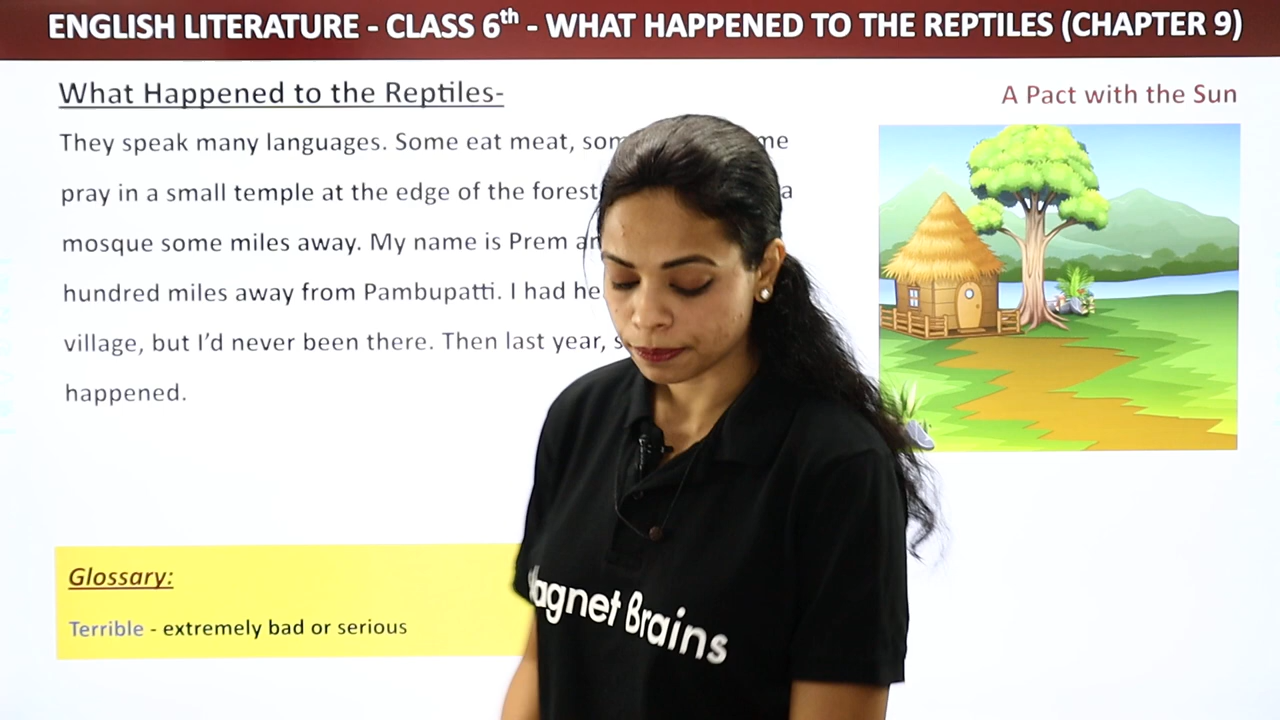 ENGLISH LITERATURE - CLASS 6th - WHAT HAPPENED TO THE REPTILES (CHAPTER 9)
What Happened to the Reptiles-
A Pact with the Sun
They speak many languages. Some eat meat,
pray in a small temple at the edge of the forest a
mosque some miles away. My name is Prem
hundred miles away from Pambupatti. I had
village, but I'd never been there. Then last year,
happened.
Glossary:
Terrible - extremely bad or serious
agnet Brains